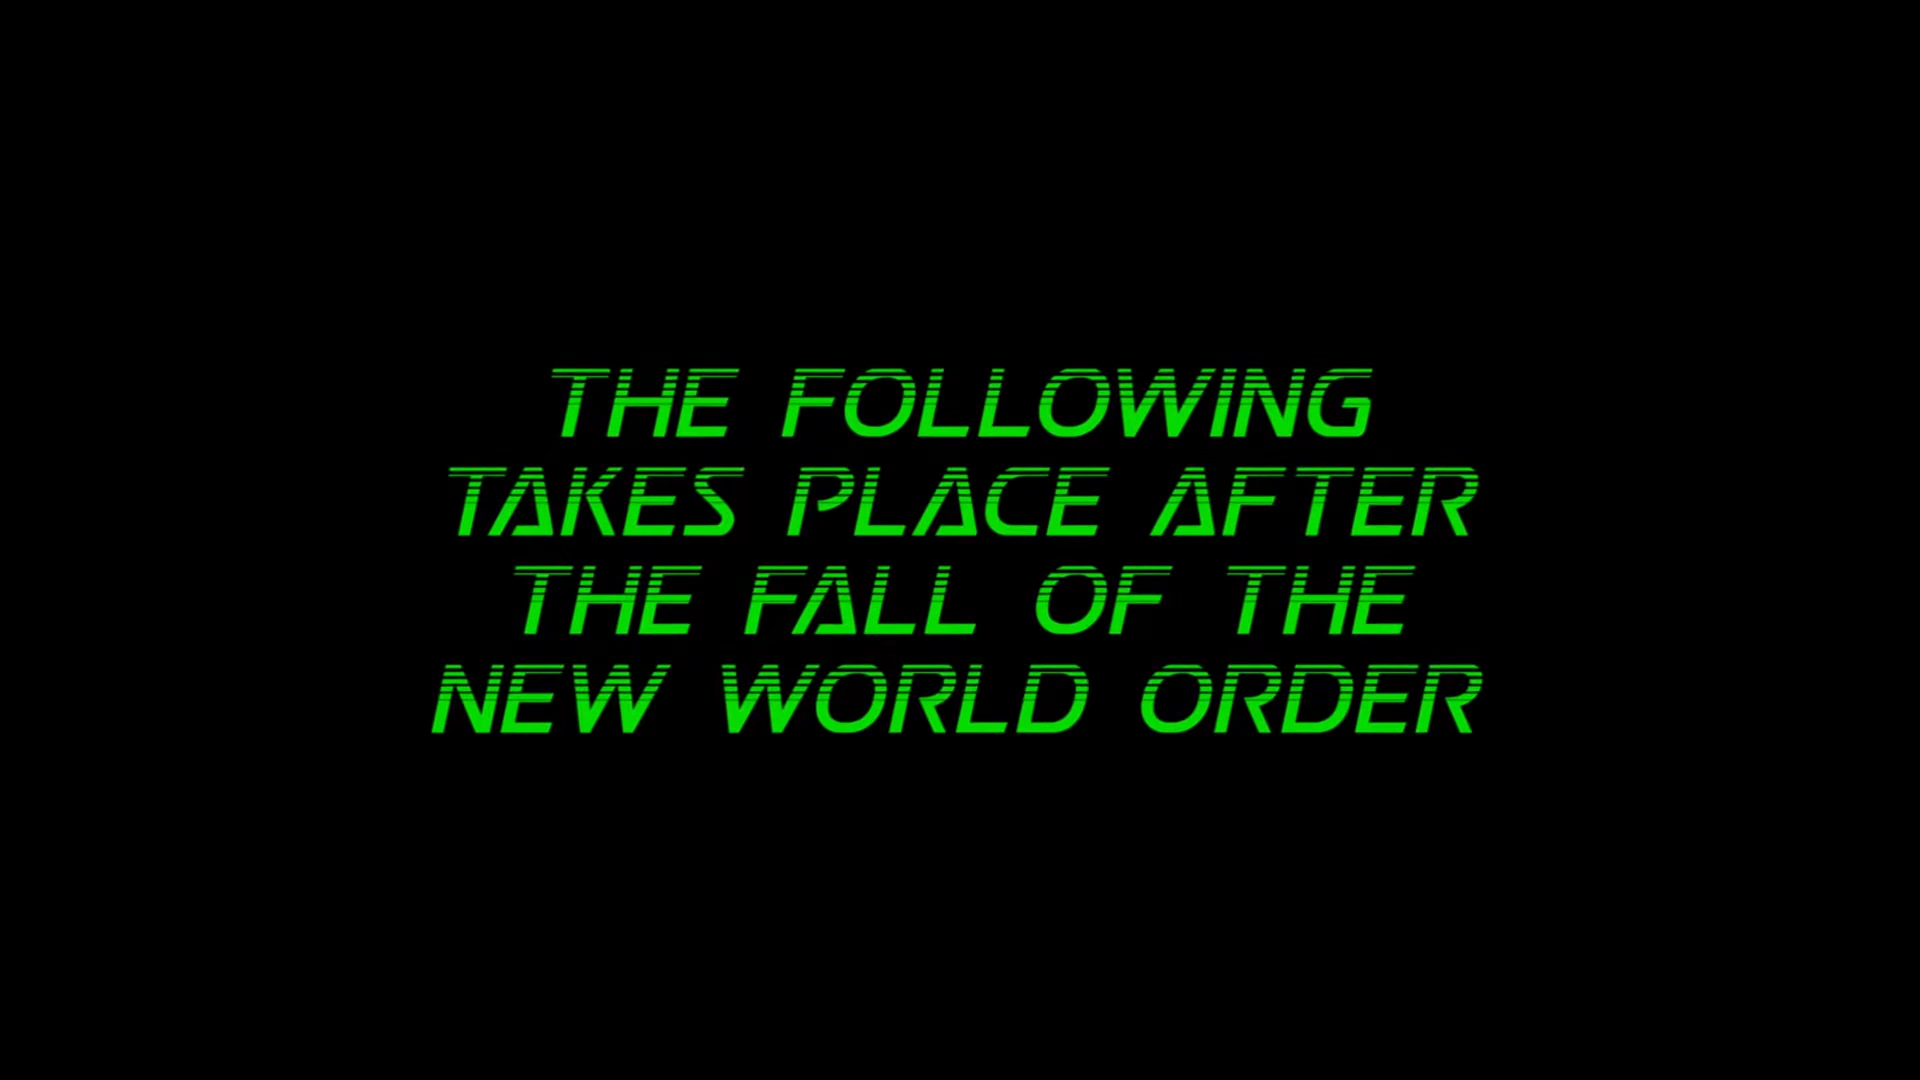 THE FOLLOWING
TAKES PLACE AFTER
THE FALL OF THE
NEW WORLD ORDER